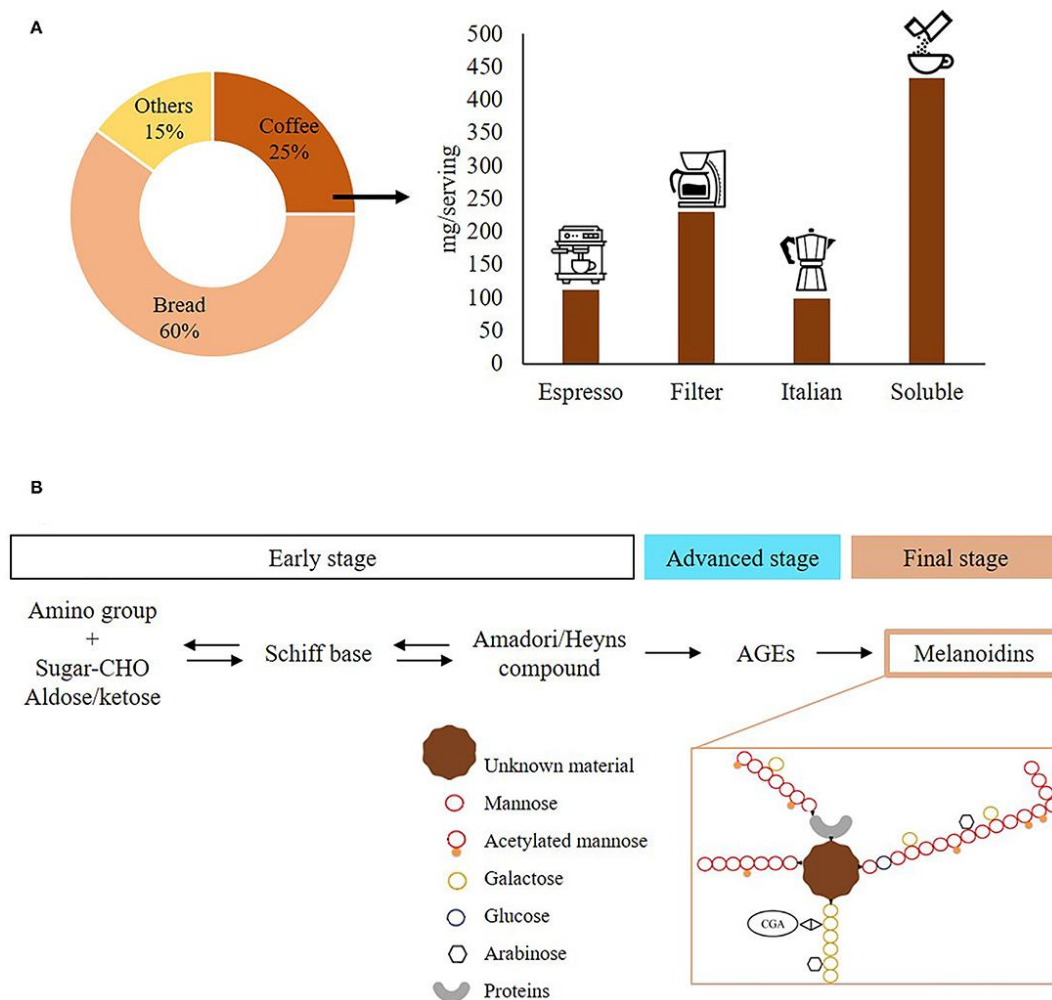 A
Others
15%
Coffee
25%
Bread
60%
mg/serving
500
450
400
350
300
250
200
150
100
50
0
Espresso
Filter
Italian
Soluble
B
Early stage
Advanced stage
Final stage
Amino group
+
Sugar-CHO
Aldose/ketose
Schiff base
Amadori/Heyns
compound
AGEs
Melanoidins
Unknown material
Mannose
Acetylated mannose
Galactose
Glucose
Arabinose
Proteins
CGA